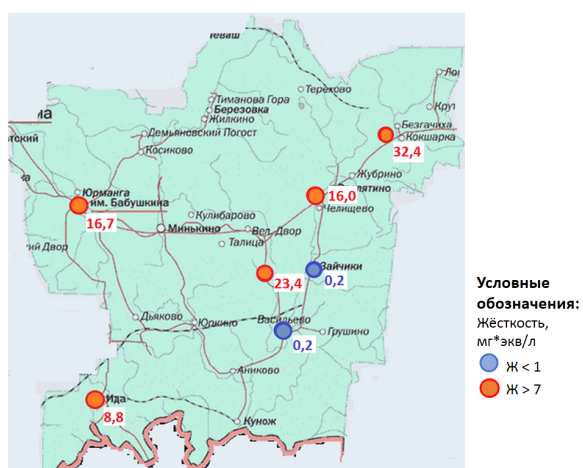 Тиманова Гора
Березовка
Жилкино
Терехово
Демьяновский Погост
Косиково
Безгачиха
Кокшарка
32,4
Жубрино
Юрманга
им. Бабушкина
16,7
16,0
Челищево
Кулибарово
Минькино
Вел. Двор
Талица
ий Двор
Зайчики
0,2
23,4
Дьяково
Юркино
Васильево
Грушино
0,2
Аниково
Ида
8,8
Кунож
Условные
обозначения:
Жёсткость,
мг*экв/л
Ж < 1
Ж > 7